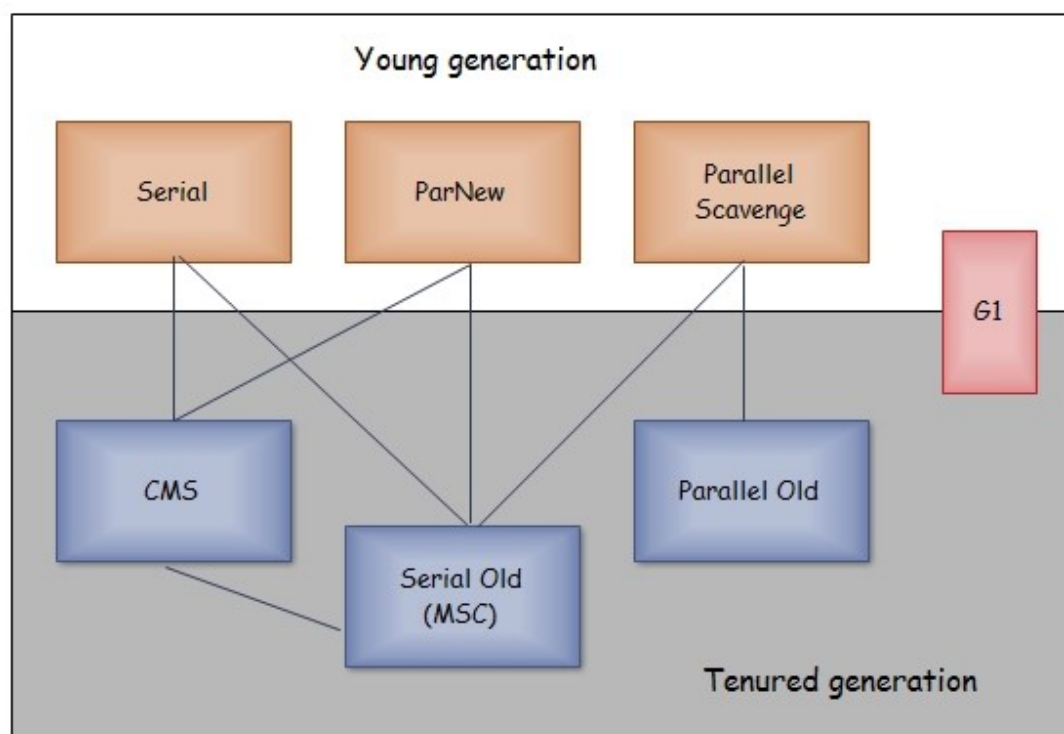 Young generation
Serial
ParNew
Parallel
Scavenge
G1
CMS
Parallel Old
Serial Old
(MSC)
Tenured generation